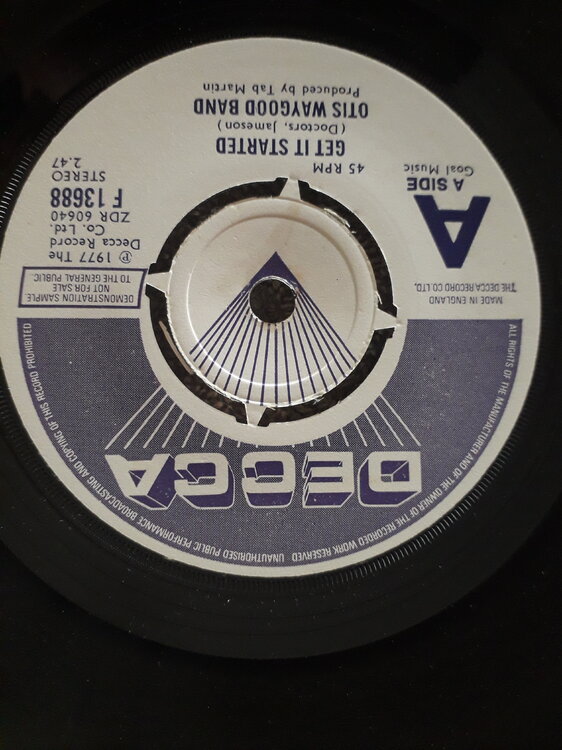 ALL RIGHTS OF THE MANUFACTURER AND OF THE OWNER OF THE RECORDED WORK RESERVED UNAUTHORISED PUBLIC PERFORMANCE BROADCASTING AND COPYING OF THIS RECORD PROHIBITED
DECCA
MADE IN ENGLAND
THE DECCA RECORD CO LTD.
DEMONSTRATION SAMPLE
NOT FOR SALE
TO THE GENERAL PUBLIC
A
A SIDE
Goal Music
℗ 1977 The
Decca Record
Co. Ltd.
ZDR 60640
F 13688
STEREO
2.47
45 RPM
GET IT STARTED
( Doctors, Jameson )
OTIS WAYGOOD BAND
Produced by Tab Martin